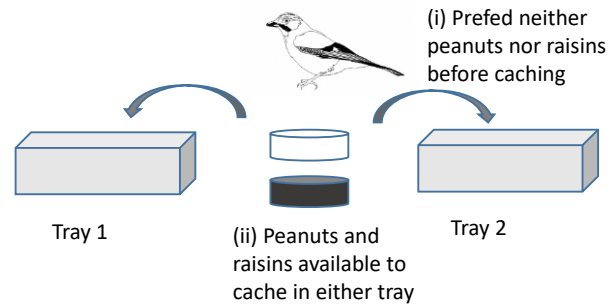 (i) Prefed neither
peanuts nor raisins
before caching
Tray 1
(ii) Peanuts and
raisins available to
cache in either tray
Tray 2